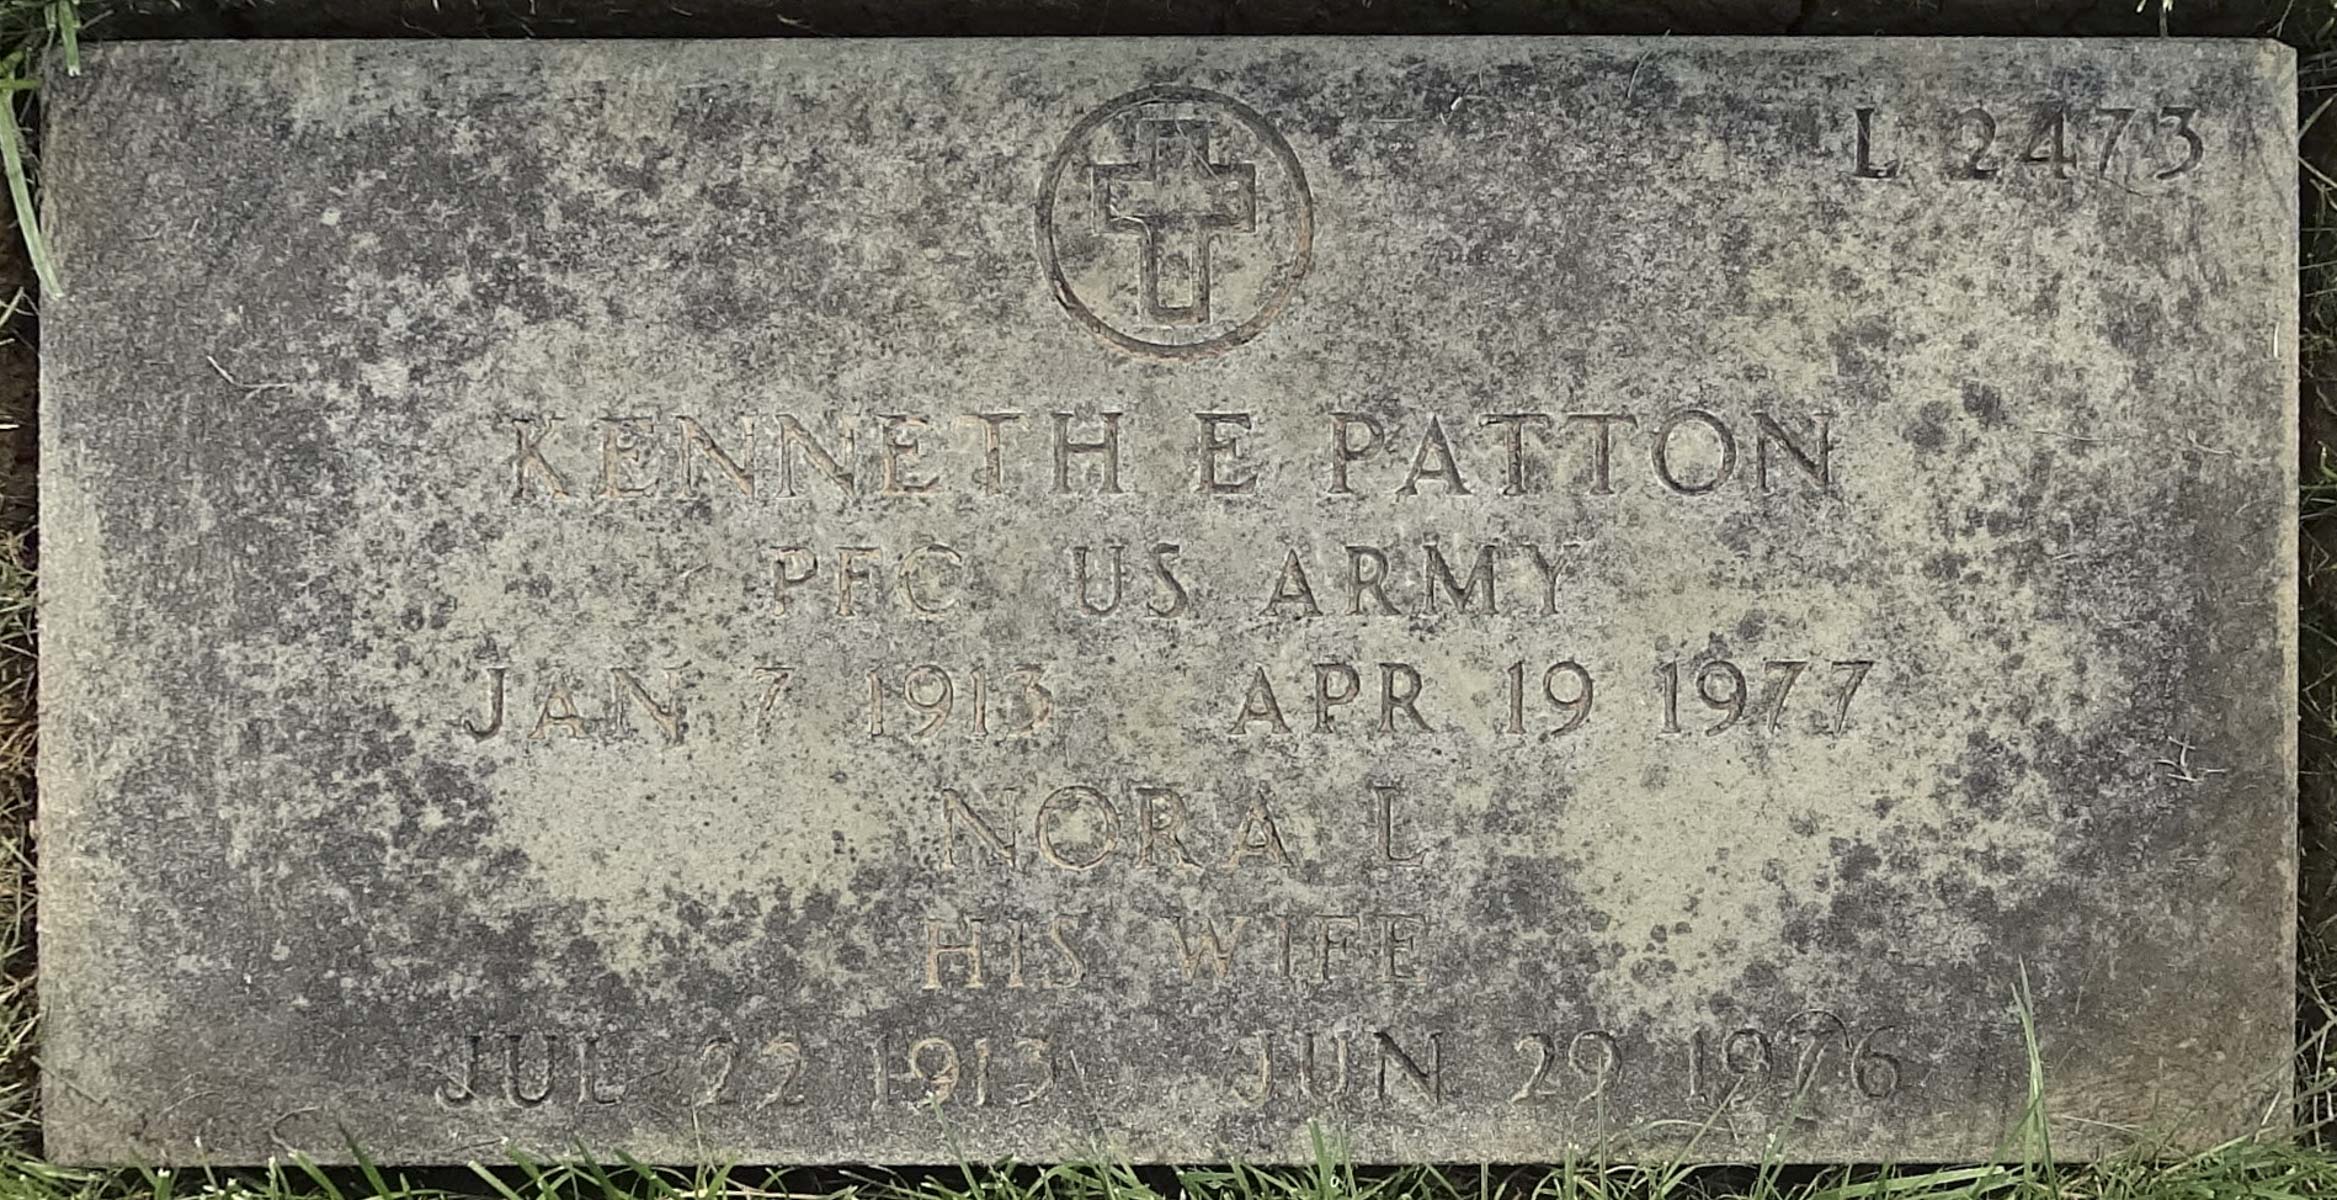 L 2473
KENNETH E PATTON
PFC US ARMY
JAN 7 1913 APR 19 1977
NORA L
HIS WIFE
JUL 22 1913 JUN 29 1976